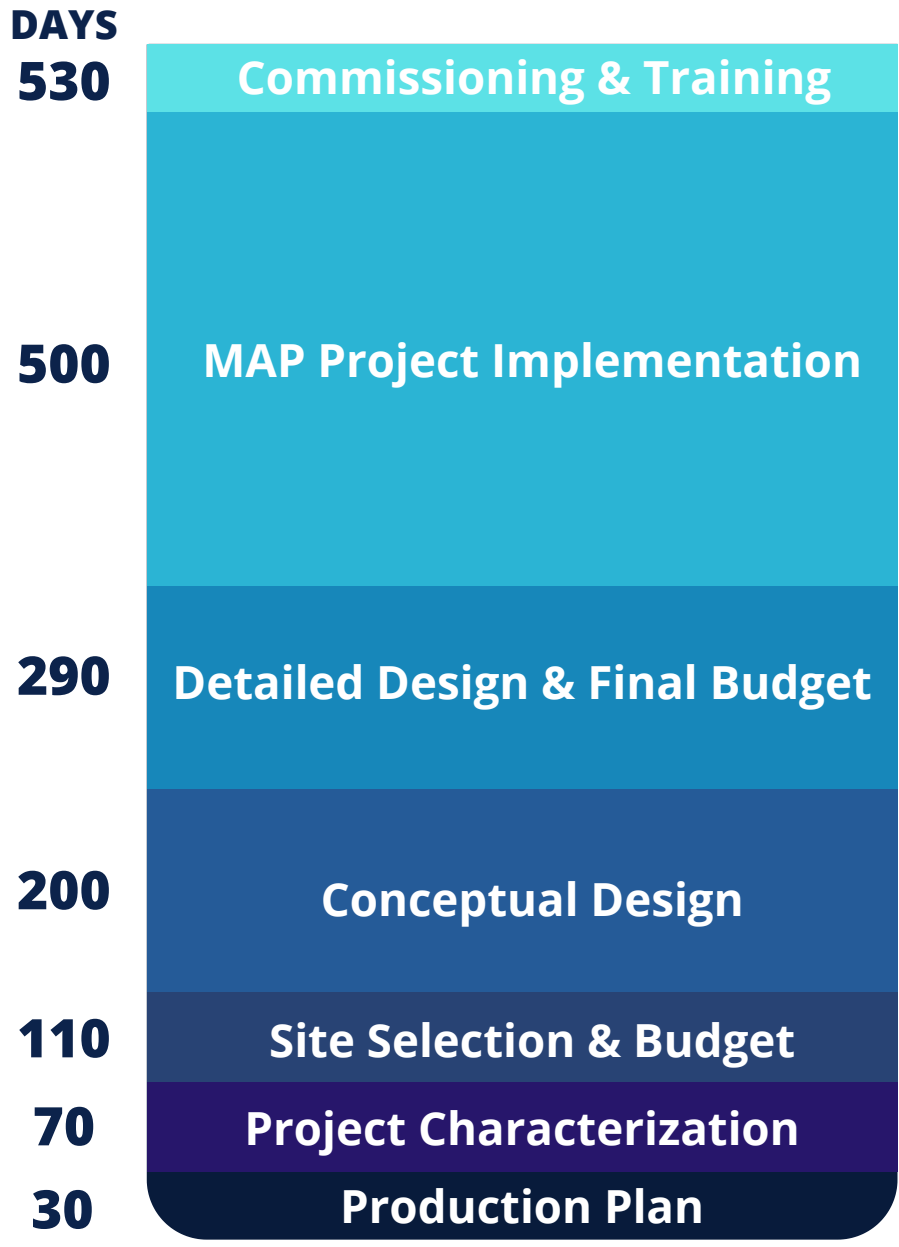 DAYS
530 Commissioning & Training
500 MAP Project Implementation
290 Detailed Design & Final Budget
200 Conceptual Design
110 Site Selection & Budget
70 Project Characterization
30 Production Plan